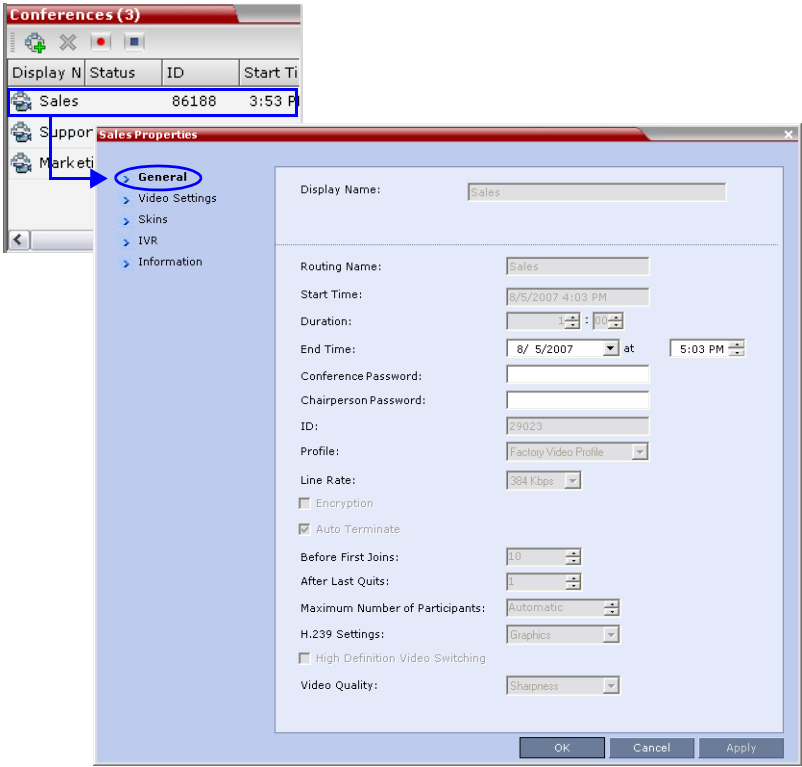 Conferences (3)
Display N Status ID Start Ti
Sales 86188 3:53 P
Suppor
Marketi
Sales Properties
General
Video Settings
Skins
IVR
Information
Display Name: Sales
Routing Name: Sales
Start Time: 8/5/2007 4:03 PM
Duration: 1 : 00
End Time: 8/ 5/2007 at 5:03 PM
Conference Password:
Chairperson Password:
ID: 29023
Profile: Factory Video Profile
Line Rate: 384 Kbps
Encryption
Auto Terminate
Before First Joins: 10
After Last Quits: 1
Maximum Number of Participants: Automatic
H.239 Settings: Graphics
High Definition Video Switching
Video Quality: Sharpness
OK Cancel Apply